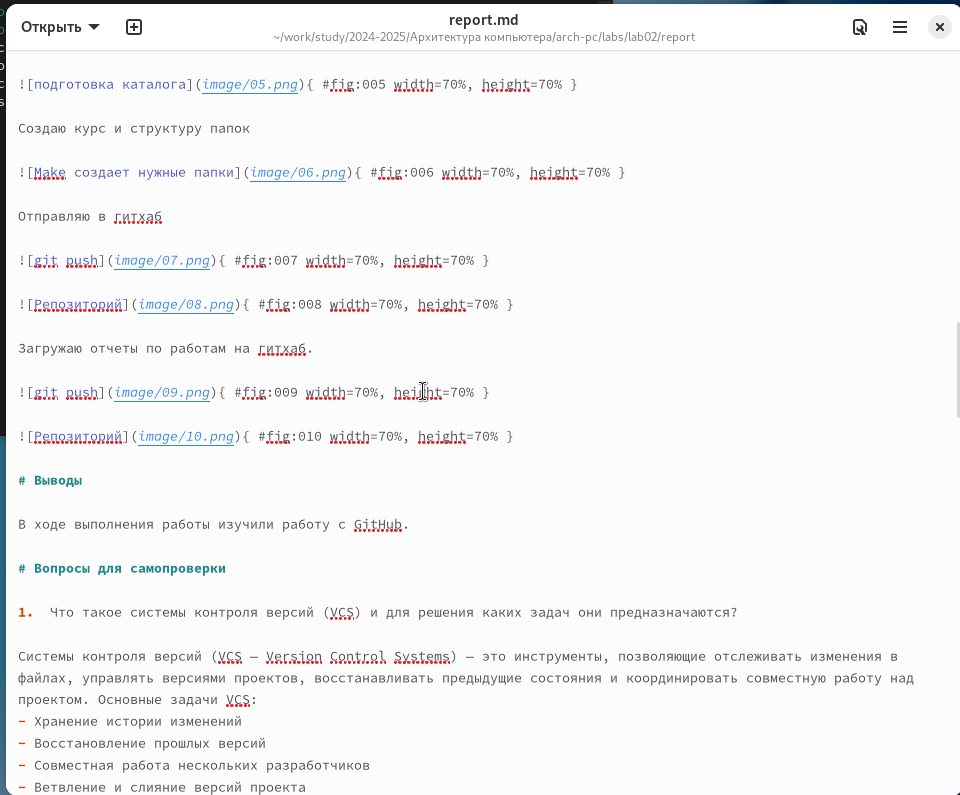 Открыть
report.md
~/work/study/2024-2025/Архитектура компьютера/arch-pc/labs/lab02/report
![подготовка каталога](image/05.png){ #fig:005 width=70%, height=70% }
Создаю курс и структуру папок
![Make создает нужные папки](image/06.png){ #fig:006 width=70%, height=70% }
Отправляю в гитхаб
![git push](image/07.png){ #fig:007 width=70%, height=70% }
![Репозиторий](image/08.png){ #fig:008 width=70%, height=70% }
Загружаю отчеты по работам на гитхаб.
![git push](image/09.png){ #fig:009 width=70%, height=70% }
![Репозиторий](image/10.png){ #fig:010 width=70%, height=70% }
# Выводы
В ходе выполнения работы изучили работу с GitHub.
# Вопросы для самопроверки
1. Что такое системы контроля версий (VCS) и для решения каких задач они предназначаются?
Системы контроля версий (VCS — Version Control Systems) — это инструменты, позволяющие отслеживать изменения в
файлах, управлять версиями проектов, восстанавливать предыдущие состояния и координировать совместную работу над
проектом. Основные задачи VCS:
- Хранение истории изменений
- Восстановление прошлых версий
- Совместная работа нескольких разработчиков
- Ветвление и слияние версий проекта